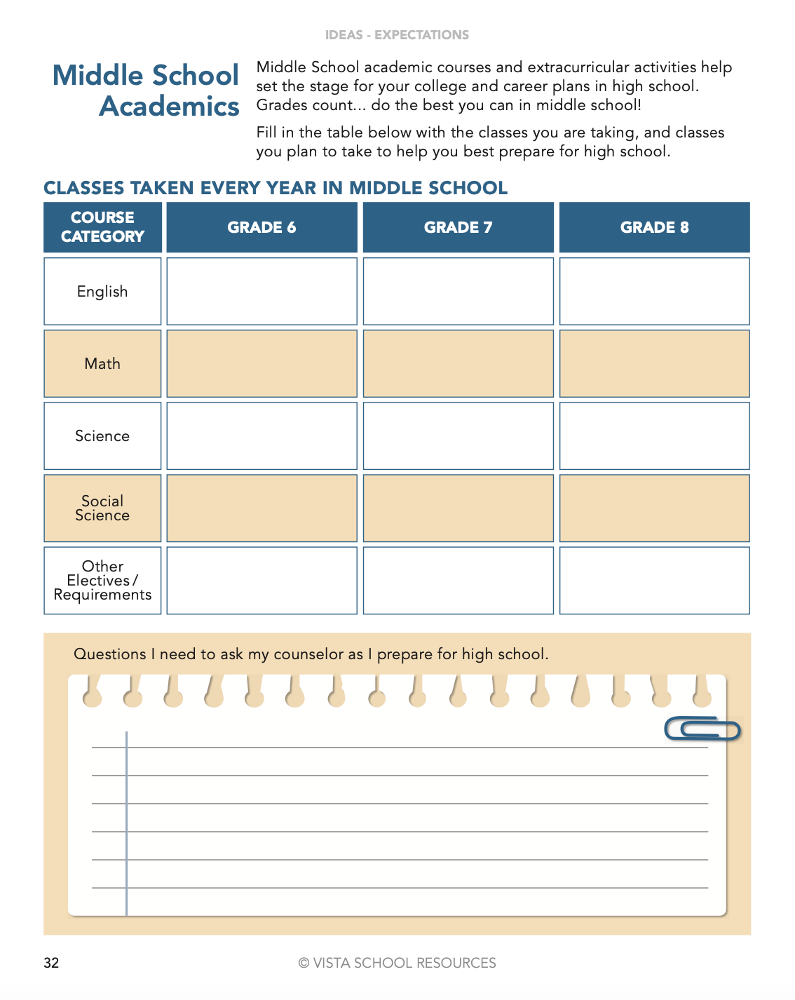 IDEAS - EXPECTATIONS
Middle School
Academics
Middle School academic courses and extracurricular activities help
set the stage for your college and career plans in high school.
Grades count... do the best you can in middle school!
Fill in the table below with the classes you are taking, and classes
you plan to take to help you best prepare for high school.
CLASSES TAKEN EVERY YEAR IN MIDDLE SCHOOL
COURSE
CATEGORY
GRADE 6
GRADE 7
GRADE 8
English
Math
Science
Social
Science
Other
Electives /
Requirements
Questions I need to ask my counselor as I prepare for high school.
32
© VISTA SCHOOL RESOURCES